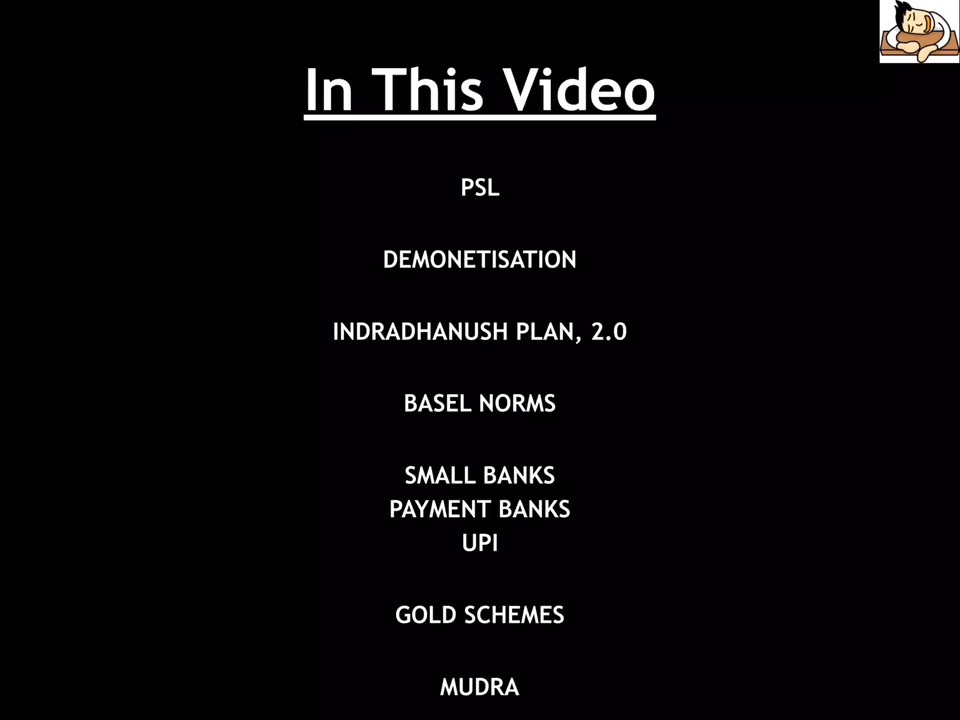 In This Video
PSL
DEMONETISATION
INDRADHANUSH PLAN, 2.0
BASEL NORMS
SMALL BANKS
PAYMENT BANKS
UPI
GOLD SCHEMES
MUDRA